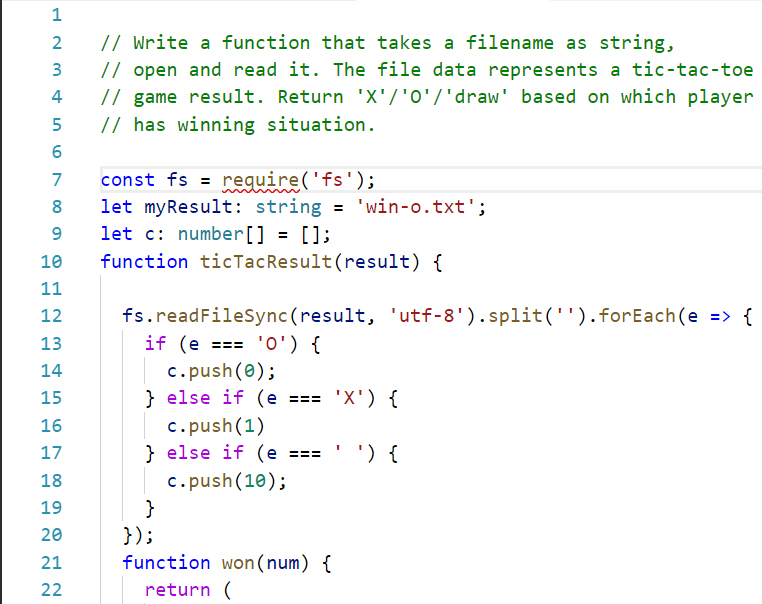 1
2 // Write a function that takes a filename as string,
3 // open and read it. The file data represents a tic-tac-toe
4 // game result. Return 'X'/'O'/'draw' based on which player
5 // has winning situation.
6
7 const fs = require('fs');
8 let myResult: string = 'win-o.txt';
9 let c: number[] = [];
10 function ticTacResult(result) {
11
12   fs.readFileSync(result, 'utf-8').split('').forEach(e => {
13     if (e === 'O') {
14       c.push(0);
15     } else if (e === 'X') {
16       c.push(1)
17     } else if (e === ' ') {
18       c.push(10);
19     }
20   });
21   function won(num) {
22     return (